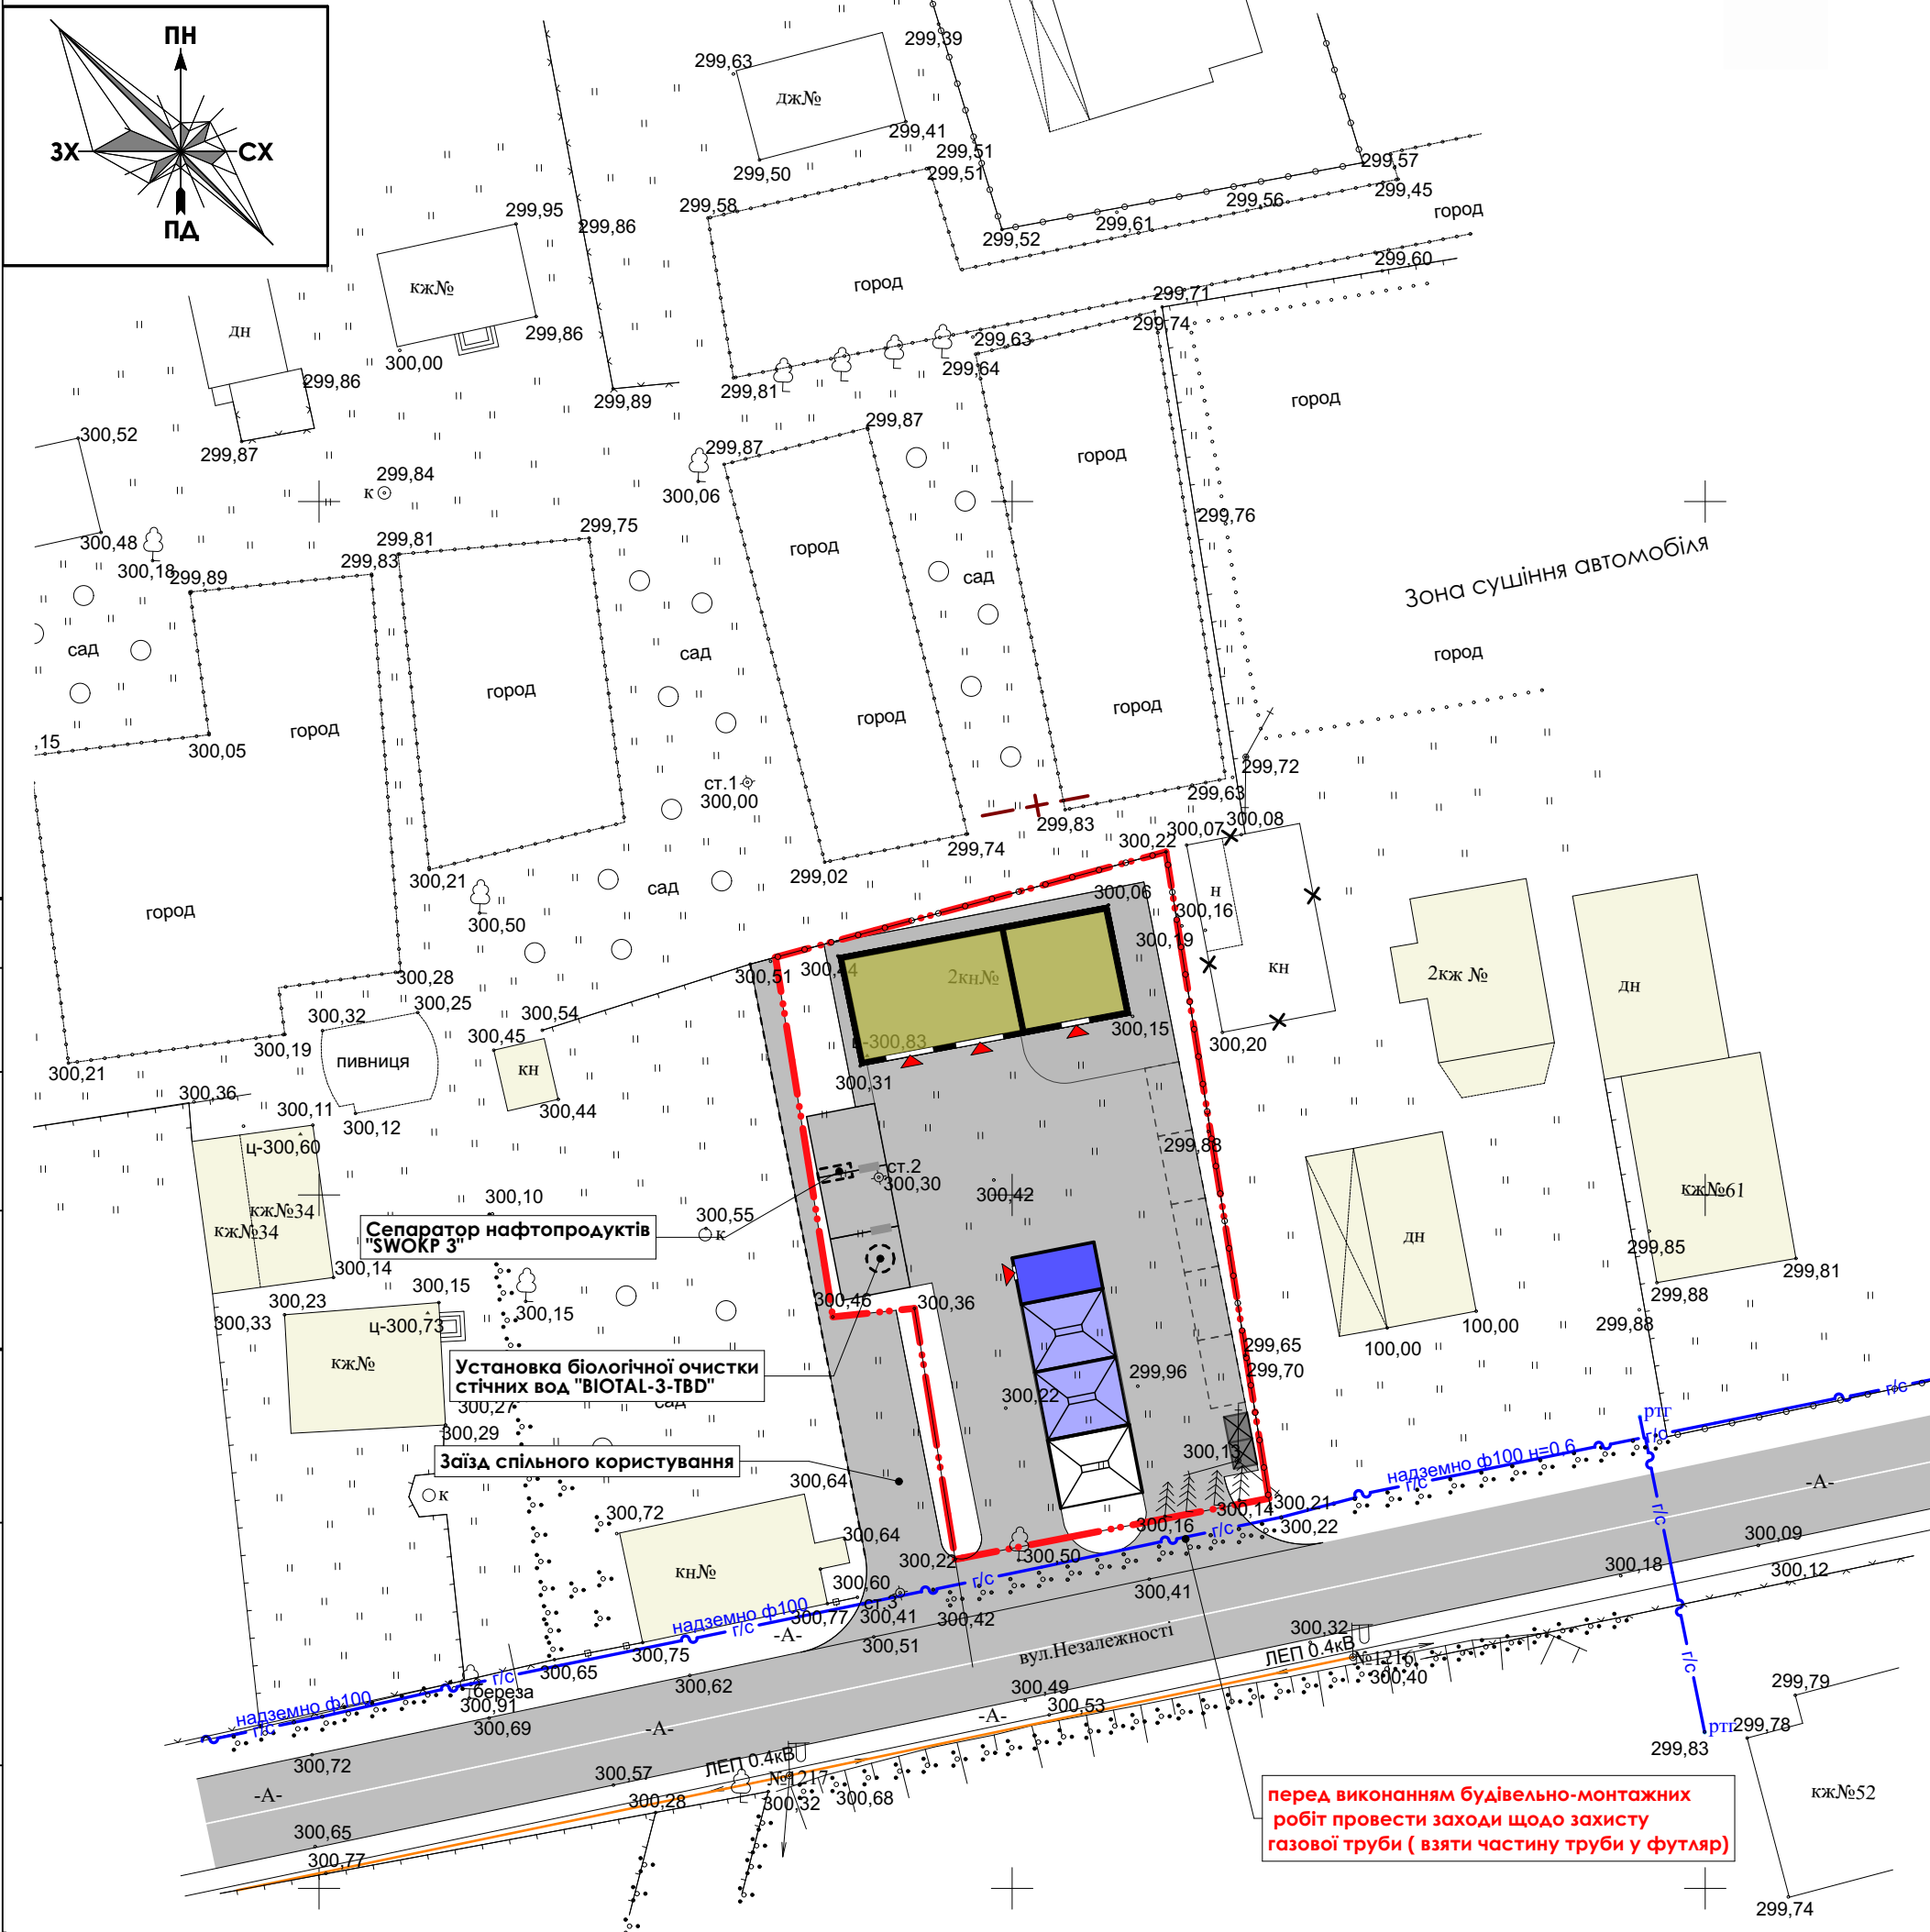 ПН
ЗХ
СХ
ПД
299,39
299,63
дж№
299,41
299,50
299,51
299,51
299,57
299,45
299,58
299,56
299,61
299,52
город
299,95
299,86
кж№
город
299,60
299,71
дн
299,86
299,74
299,63
300,00
299,86
299,64
299,89
299,81
город
300,52
299,87
299,87
299,87
город
299,84
к
300,06
299,76
300,48
299,81
299,75
город
300,18
299,83
299,89
сад
Зона сушіння автомобіля
сад
сад
город
город
город
город
город
город
,15
300,05
299,72
ст.1
300,00
299,63
300,08
299,83
300,07
300,22
299,74
299,02
300,21
сад
300,06
н
город
300,50
300,16
300,19
300,51
2кн№
кн
2кж №
дн
300,28
300,25
300,32
300,54
300,45
300,15
300,20
300,19
пивниця
кн
300,83
300,21
300,31
300,36
300,44
300,11
300,12
ц-300,60
299,88
ст.2
300,30
300,42
кж№61
300,10
кж№34
кж№34
300,55
к
Сепаратор нафтопродуктів
"SWOKP 3"
дн
299,85
300,14
299,81
300,15
300,15
300,46
300,36
299,88
300,23
300,33
ц-300,73
299,88
100,00
299,65
100,00
кж№
Установка біологічної очистки
стічних вод "BIOTAL-3-TBD"
299,70
299,96
300,22
г/с
300,27
сад
ртг
300,29
г/с
300,13
Заїзд спільного користування
надземно ф100 н=0.6
г/с
300,64
-А-
к
300,14
300,21
300,72
300,16
300,22
г/с
г/с
300,64
300,09
300,22
300,50
300,18
300,12
кн№
300,60
г/с
300,41
ст.3
надземно ф100
г/с
300,77
300,41
300,42
-А-
300,51
300,32
вул.Незалежності
ЛЕП 0.4кВ
300,75
300,65
№1216
г/с
300,40
г/с
береза
300,62
299,79
надземно ф100
г/с
300,91
300,49
300,53
300,69
-А-
-А-
ртг
299,78
299,83
ЛЕП 0.4кВ
300,72
300,57
№1217
-А-
300,28
300,32
300,68
кж№52
перед виконанням будівельно-монтажних
робіт провести заходи щодо захисту
газової труби ( взяти частину труби у футляр)
300,65
300,77
299,74